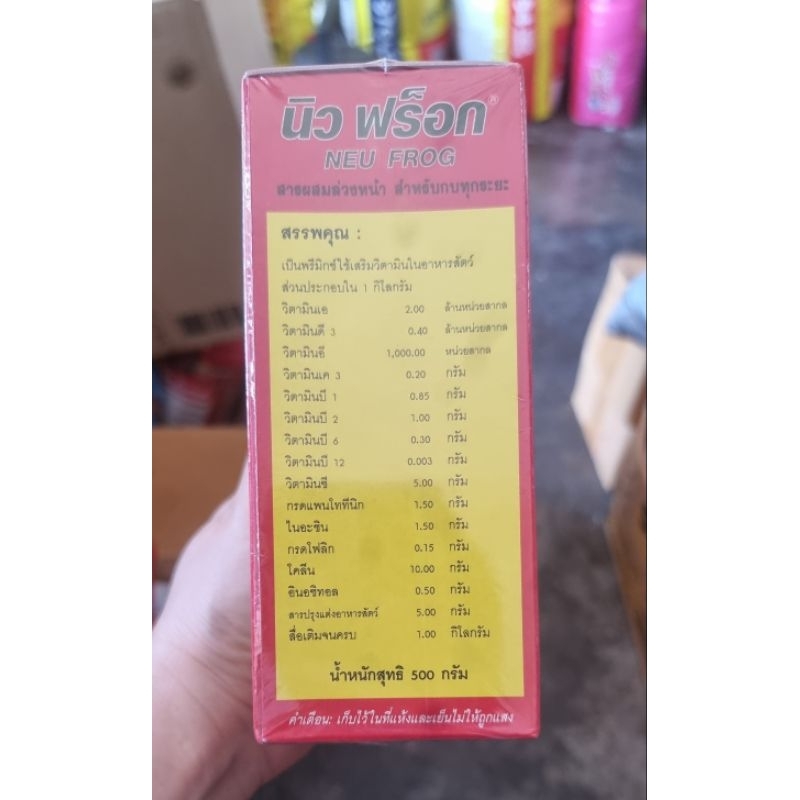 นิว ฟร็อก®
NEU FROG
สารผสมล่วงหน้า สำหรับกบทุกระยะ
สรรพคุณ :
เป็นพรีมิกซ์ใช้เสริมวิตามินในอาหารสัตว์
ส่วนประกอบใน 1 กิโลกรัม
วิตามินเอ 2.00 ล้านหน่วยสากล
วิตามินดี 3 0.40 ล้านหน่วยสากล
วิตามินอี 1,000.00 หน่วยสากล
วิตามินเค 3 0.20 กรัม
วิตามินบี 1 0.85 กรัม
วิตามินบี 2 1.00 กรัม
วิตามินบี 6 0.30 กรัม
วิตามินบี 12 0.003 กรัม
วิตามินซี 5.00 กรัม
กรดแพนโททีนิก 1.50 กรัม
ไนอะซิน 1.50 กรัม
กรดโฟลิก 0.15 กรัม
โคลีน 10.00 กรัม
อินอซิทอล 0.50 กรัม
สารปรุงแต่งอาหารสัตว์ 5.00 กรัม
สื่อเติมจนครบ 1.00 กิโลกรัม
น้ำหนักสุทธิ 500 กรัม
คำเตือน: เก็บไว้ในที่แห้งและเย็นไม่ให้ถูกแสง